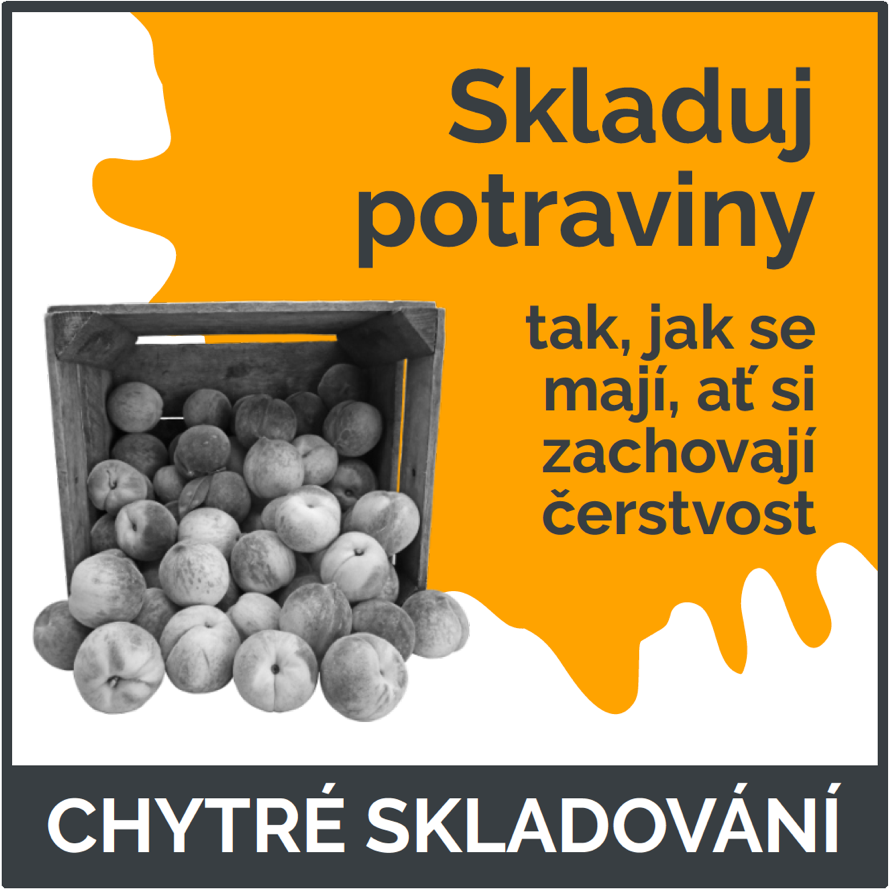 Skladuj
potraviny
tak, jak se
mají, ať si
zachovají
čerstvost
CHYTRÉ SKLADOVÁNÍ